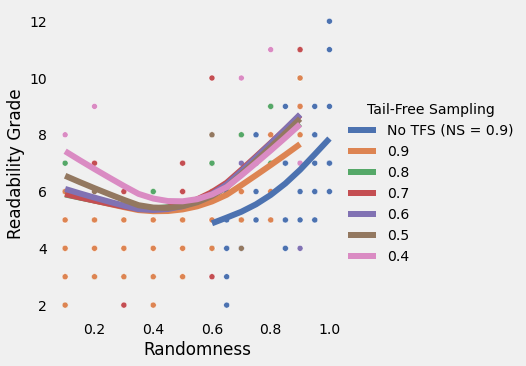 12
10
8
6
4
2
Readability Grade
0.2 0.4 0.6 0.8 1.0
Randomness
Tail-Free Sampling
No TFS (NS = 0.9)
0.9
0.8
0.7
0.6
0.5
0.4